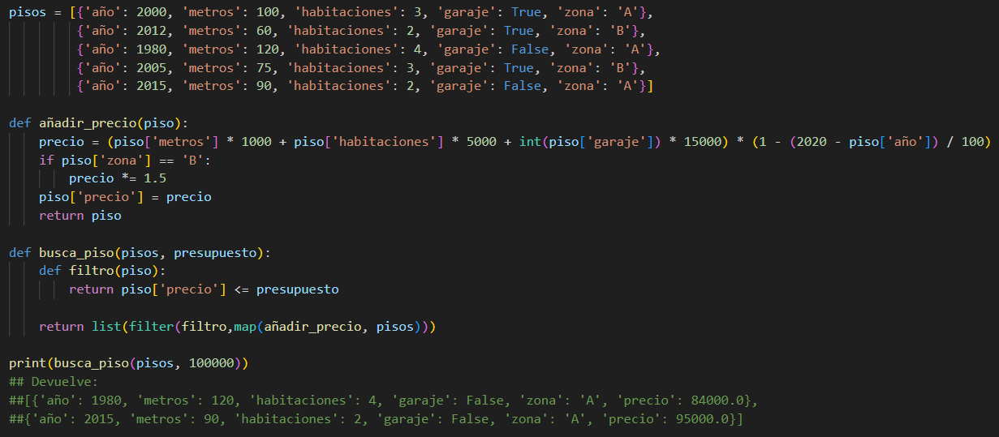 pisos = [{'año': 2000, 'metros': 100, 'habitaciones': 3, 'garaje': True, 'zona': 'A'},
         {'año': 2012, 'metros': 60, 'habitaciones': 2, 'garaje': True, 'zona': 'B'},
         {'año': 1980, 'metros': 120, 'habitaciones': 4, 'garaje': False, 'zona': 'A'},
         {'año': 2005, 'metros': 75, 'habitaciones': 3, 'garaje': True, 'zona': 'B'},
         {'año': 2015, 'metros': 90, 'habitaciones': 2, 'garaje': False, 'zona': 'A'}]

def añadir_precio(piso):
    precio = (piso['metros'] * 1000 + piso['habitaciones'] * 5000 + int(piso['garaje']) * 15000) * (1 - (2020 - piso['año']) / 100)
    if piso['zona'] == 'B':
        precio *= 1.5
    piso['precio'] = precio
    return piso

def busca_piso(pisos, presupuesto):
    def filtro(piso):
        return piso['precio'] <= presupuesto

    return list(filter(filtro,map(añadir_precio, pisos)))

print(busca_piso(pisos, 100000))
## Devuelve:
##[{'año': 1980, 'metros': 120, 'habitaciones': 4, 'garaje': False, 'zona': 'A', 'precio': 84000.0},
##{'año': 2015, 'metros': 90, 'habitaciones': 2, 'garaje': False, 'zona': 'A', 'precio': 95000.0}]